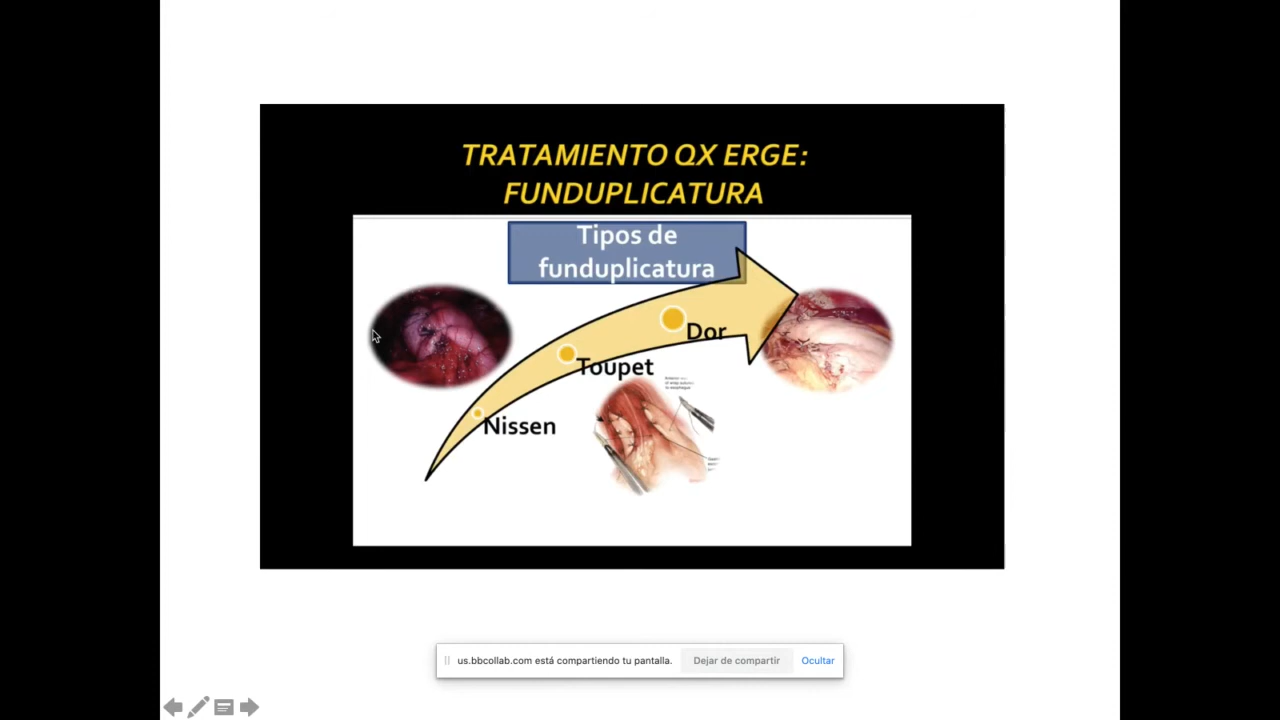 TRATAMIENTO QX ERGE:
FUNDUPLICATURA
Tipos de
funduplicatura
Dor
Toupet
Nissen
us.bbcollab.com está compartiendo tu pantalla.
Dejar de compartir
Ocultar